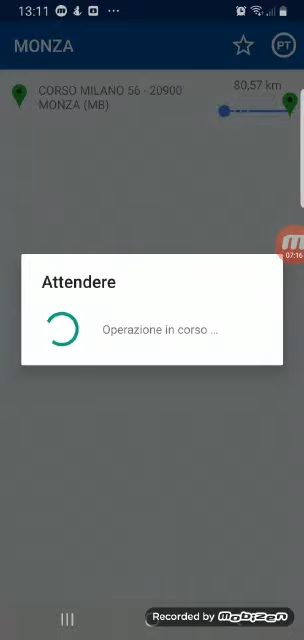 13:11
MONZA
PT
CORSO MILANO 56 - 20900
MONZA (MB)
80,57 km
07:16
Attendere
Operazione in corso ...
Recorded by MOBIZEN